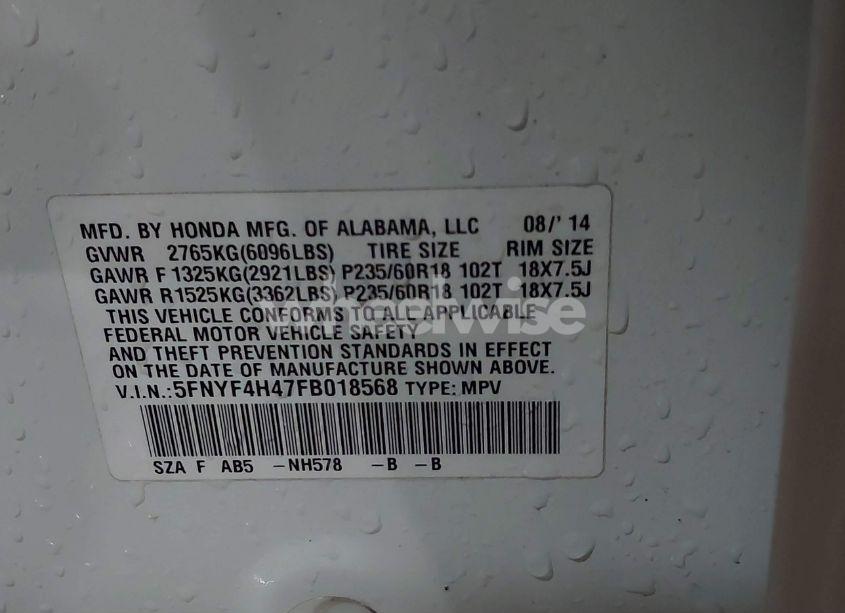 MFD. BY HONDA MFG. OF ALABAMA, LLC 08/' 14
GVWR 2765KG(6096LBS) TIRE SIZE RIM SIZE
GAWR F 1325KG(2921LBS) P235/60R18 102T 18X7.5J
GAWR R1525KG(3362LBS) P235/60R18 102T 18X7.5J
wheelwise
THIS VEHICLE CONFORMS TO ALL APPLICABLE
FEDERAL MOTOR VEHICLE SAFETY
AND THEFT PREVENTION STANDARDS IN EFFECT
ON THE DATE OF MANUFACTURE SHOWN ABOVE.
V.I.N.:5FNYF4H47FB018568 TYPE: MPV
SZA F AB5 -NH578 -B -B